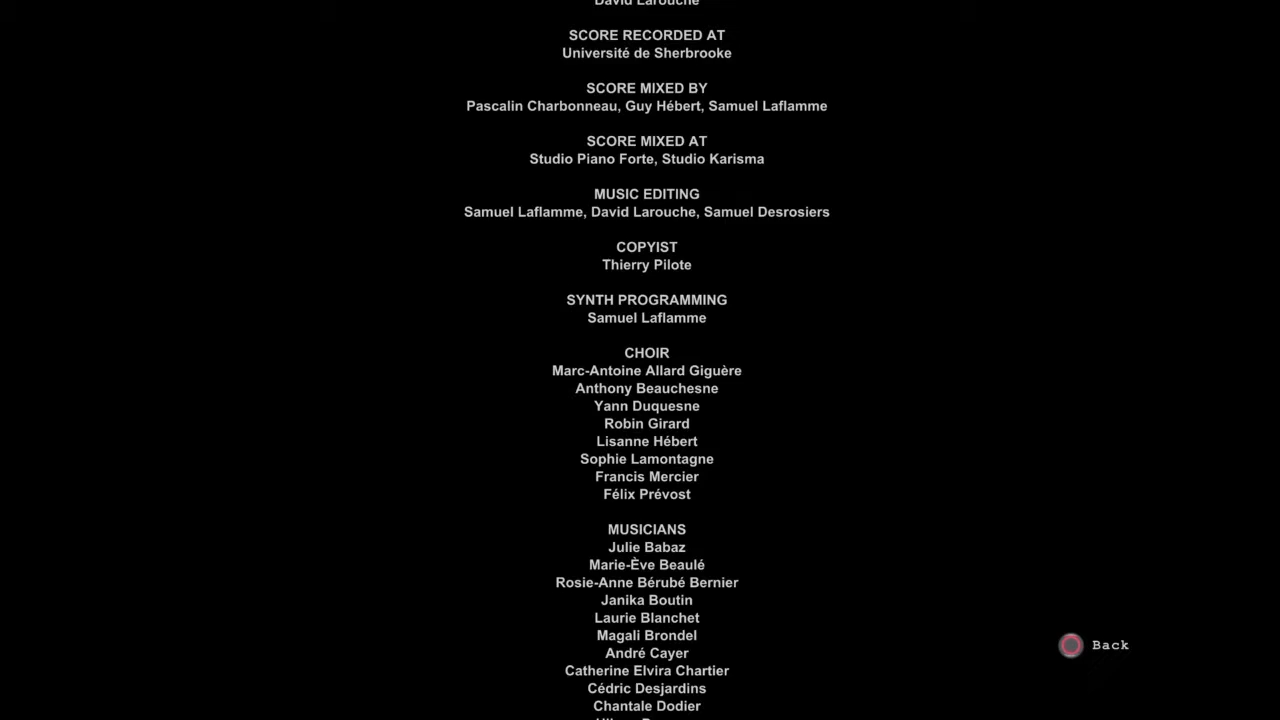 David Larouche
SCORE RECORDED AT
Université de Sherbrooke
SCORE MIXED BY
Pascalin Charbonneau, Guy Hébert, Samuel Laflamme
SCORE MIXED AT
Studio Piano Forte, Studio Karisma
MUSIC EDITING
Samuel Laflamme, David Larouche, Samuel Desrosiers
COPYIST
Thierry Pilote
SYNTH PROGRAMMING
Samuel Laflamme
CHOIR
Marc-Antoine Allard Giguère
Anthony Beauchesne
Yann Duquesne
Robin Girard
Lisanne Hébert
Sophie Lamontagne
Francis Mercier
Félix Prévost
MUSICIANS
Julie Babaz
Marie-Ève Beaulé
Rosie-Anne Bérubé Bernier
Janika Boutin
Laurie Blanchet
Magali Brondel
André Cayer
Catherine Elvira Chartier
Cédric Desjardins
Chantale Dodier
Back